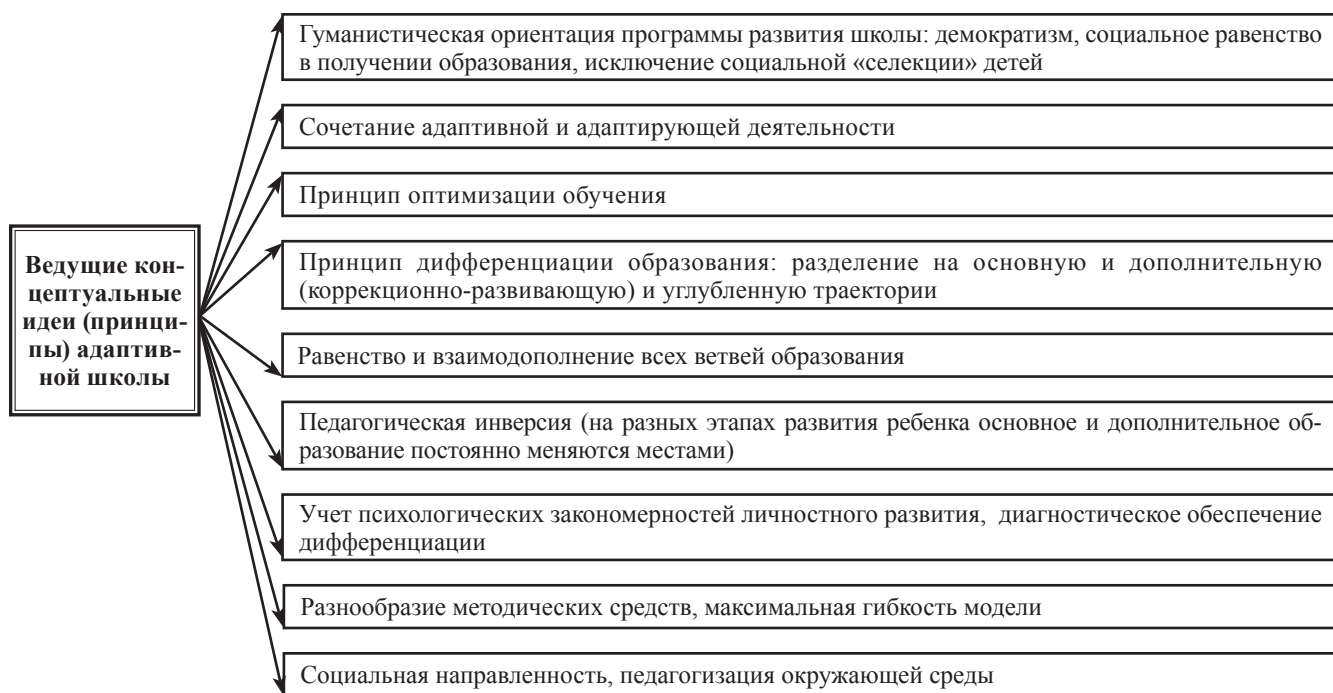 Гуманистическая ориентация программы развития школы: демократизм, социальное равенство
в получении образования, исключение социальной «селекции» детей
Сочетание адаптивной и адаптирующей деятельности
Принцип оптимизации обучения
Ведущие кон-
цептуальные
идеи (принци-
пы) адаптив-
ной школы
Принцип дифференциации образования: разделение на основную и дополнительную
(коррекционно-развивающую) и углубленную траектории
Равенство и взаимодополнение всех ветвей образования
Педагогическая инверсия (на разных этапах развития ребенка основное и дополнительное об-
разование постоянно меняются местами)
Учет психологических закономерностей личностного развития, диагностическое обеспечение
дифференциации
Разнообразие методических средств, максимальная гибкость модели
Социальная направленность, педагогизация окружающей среды